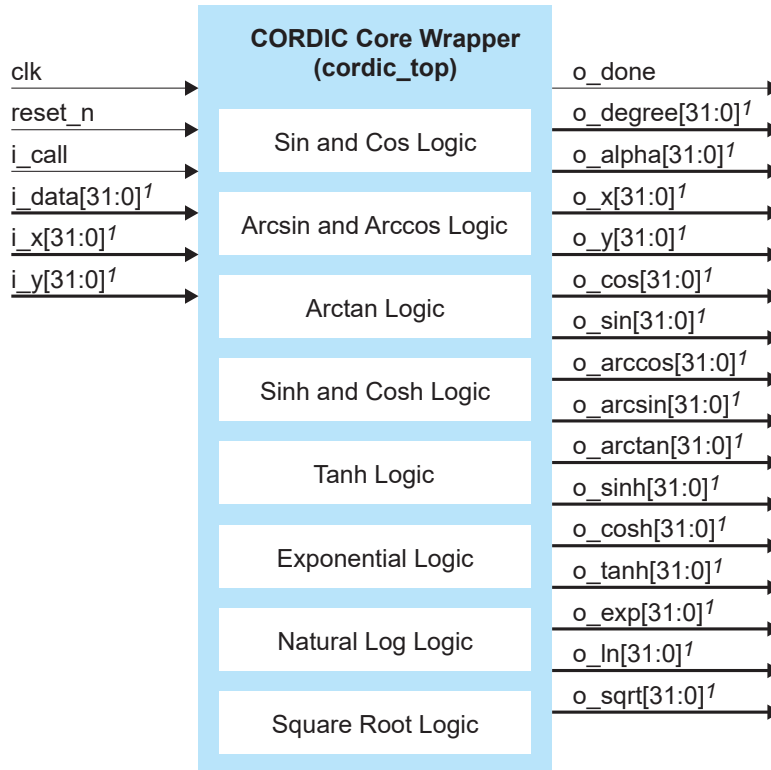 CORDIC Core Wrapper
(cordic_top)
clk
reset_n
i_call
i_data[31:0]1
i_x[31:0]1
i_y[31:0]1
Sin and Cos Logic
Arcsin and Arccos Logic
Arctan Logic
Sinh and Cosh Logic
Tanh Logic
Exponential Logic
Natural Log Logic
Square Root Logic
o_done
o_degree[31:0]1
o_alpha[31:0]1
o_x[31:0]1
o_y[31:0]1
o_cos[31:0]1
o_sin[31:0]1
o_arccos[31:0]1
o_arcsin[31:0]1
o_arctan[31:0]1
o_sinh[31:0]1
o_cosh[31:0]1
o_tanh[31:0]1
o_exp[31:0]1
o_ln[31:0]1
o_sqrt[31:0]1